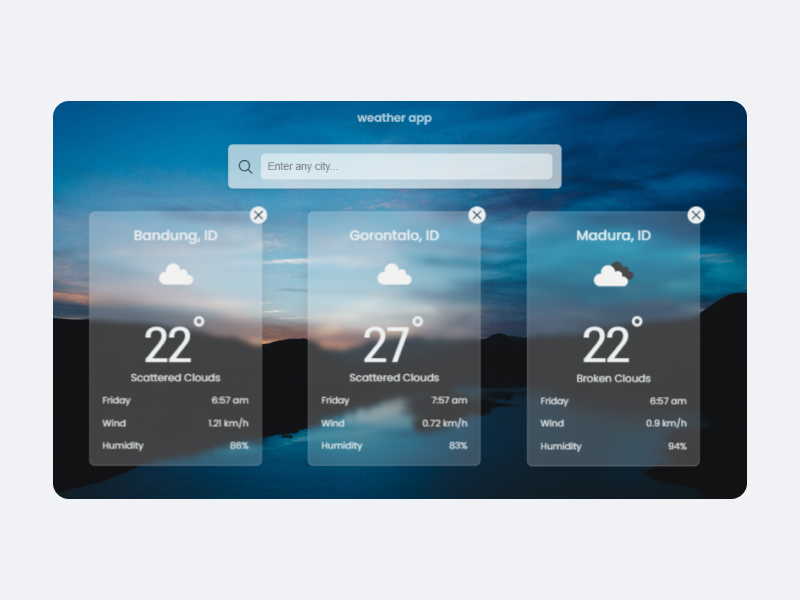 weather app
Enter any city...
Bandung, ID
22°
Scattered Clouds
Friday 6:57 am
Wind 1.21 km/h
Humidity 86%
Gorontalo, ID
27°
Scattered Clouds
Friday 7:57 am
Wind 0.72 km/h
Humidity 83%
Madura, ID
22°
Broken Clouds
Friday 6:57 am
Wind 0.9 km/h
Humidity 94%